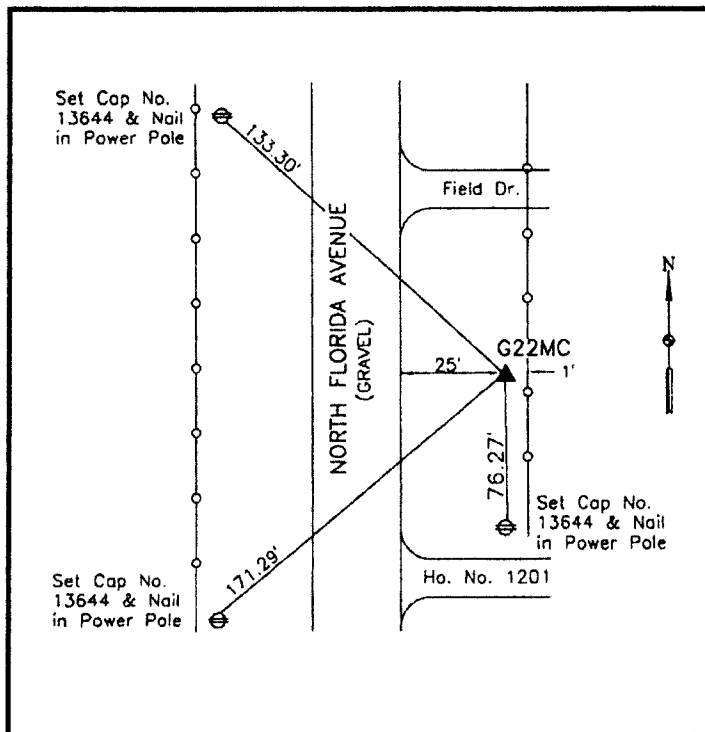 Set Cap No.
13644 & Nail
in Power Pole
133.30'
Field Dr.
NORTH FLORIDA AVENUE
(GRAVEL)
N
G22MC
25'
1'
76.27'
Set Cap No.
13644 & Nail
in Power Pole
171.29'
Set Cap No.
13644 & Nail
in Power Pole
Ho. No. 1201